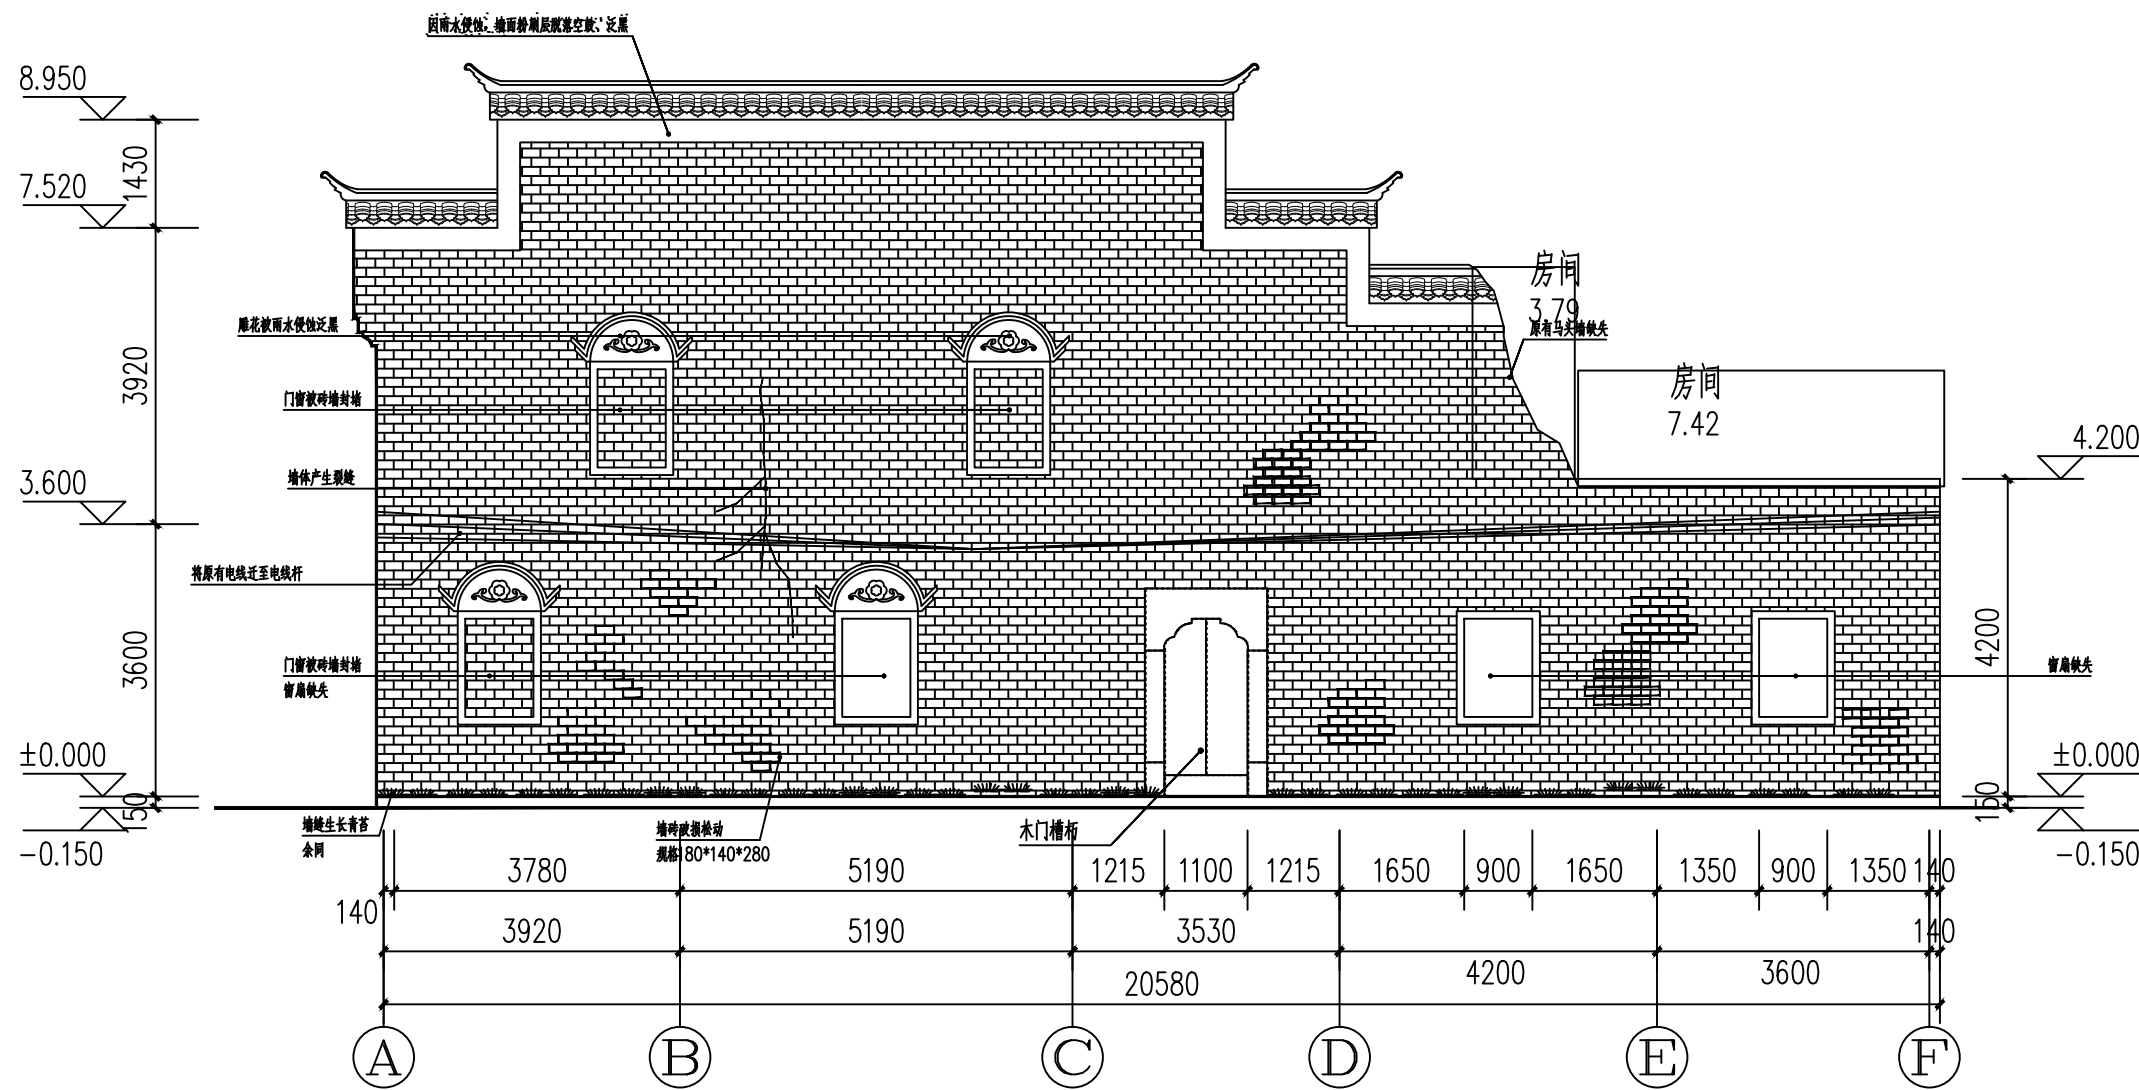 因雨水侵蚀，墙面粉刷层脱落空鼓、泛黑
8.950
1430
7.520
房间
3.79
原有马头墙缺失
雕花被雨水侵蚀泛黑
3920
门窗被砖墙封堵
房间
7.42
4.200
墙体产生裂缝
3.600
将原有电线迁至电线杆
3600
4200
门窗被砖墙封堵
窗扇缺失
窗扇缺失
±0.000
±0.000
150
150
-0.150
-0.150
墙缝生长青苔
余同
墙砖破损松动
规格180*140*280
木门槽朽
140
3780
5190
1215
1100
1215
1650
900
1650
1350
900
1350
140
3920
5190
3530
4200
3600
140
20580
A
B
C
D
E
F